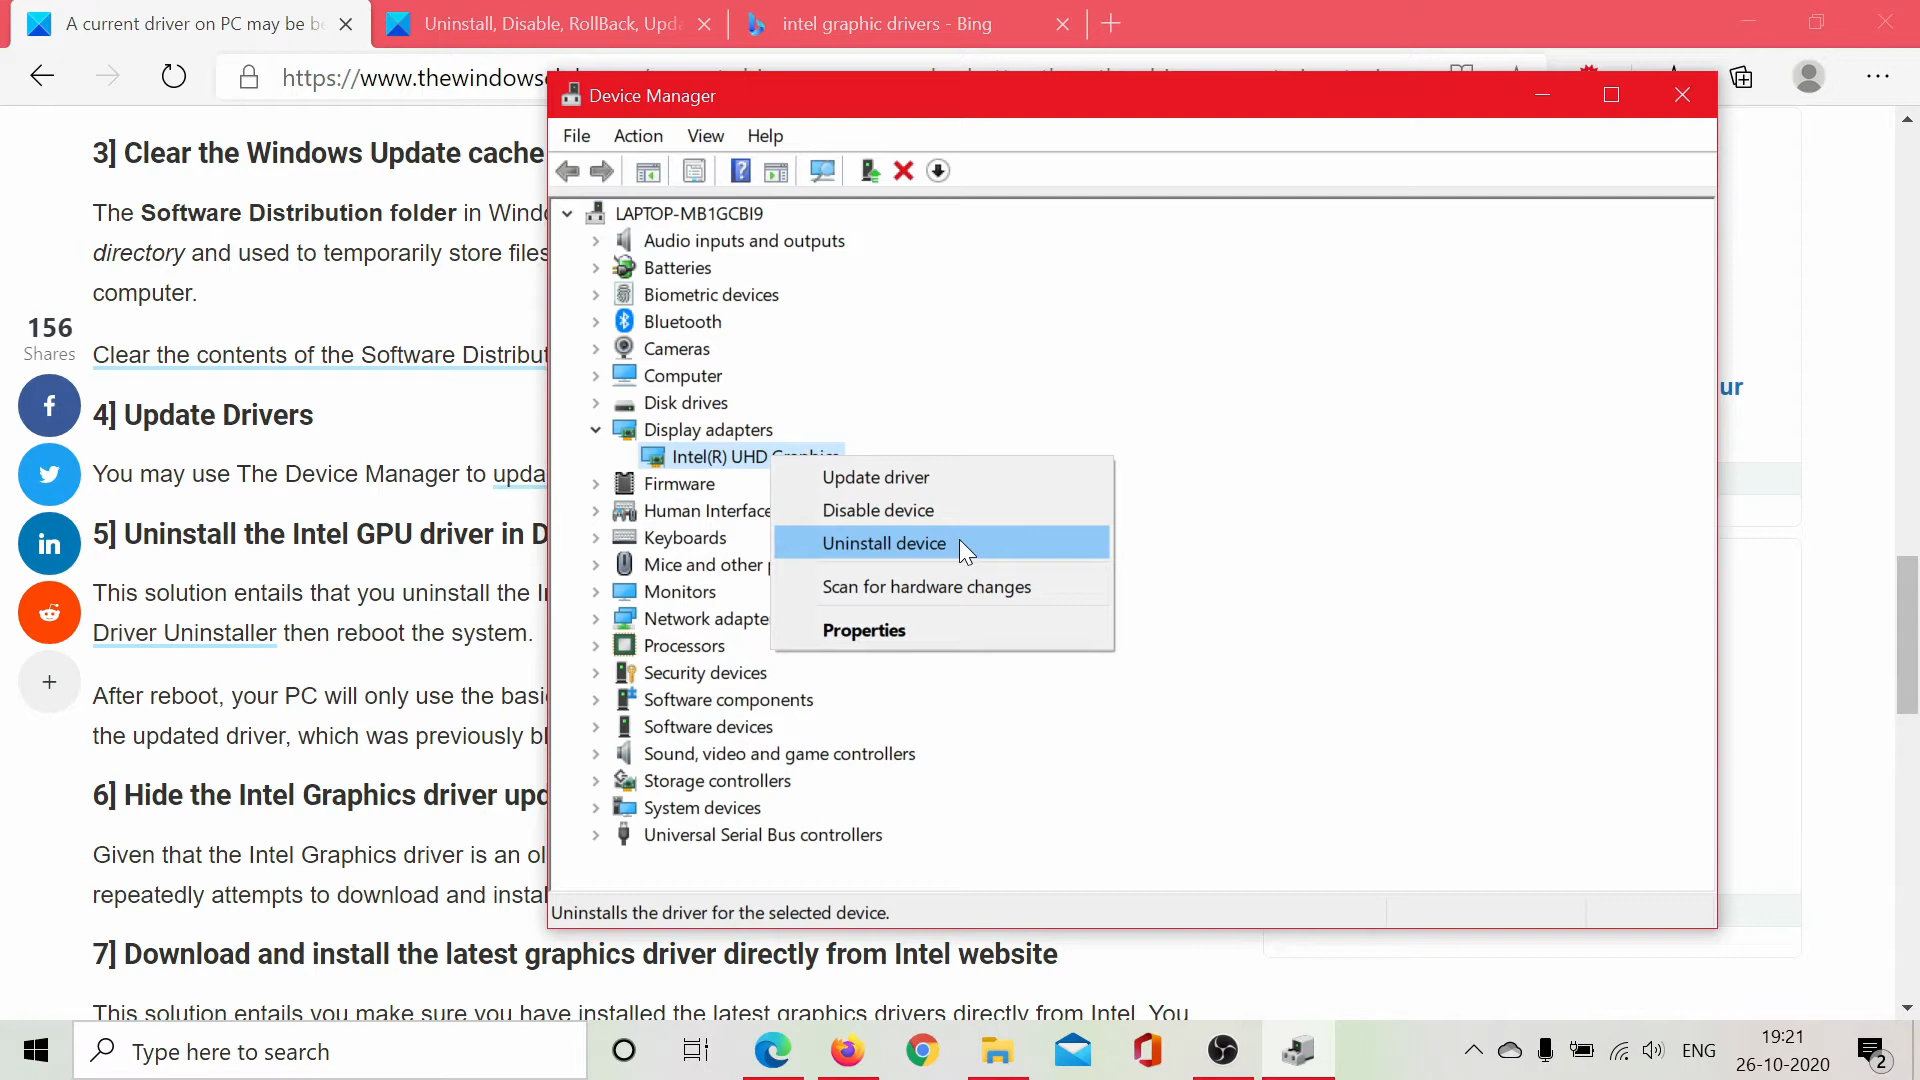 A current driver on PC may be b
Uninstall, Disable, RollBack, Upda
intel graphic drivers - Bing
https://www.thewindowsc
3] Clear the Windows Update cache
The Software Distribution folder in Windo
directory and used to temporarily store files
computer.
156
Shares
Clear the contents of the Software Distribut
4] Update Drivers
You may use The Device Manager to upda
5] Uninstall the Intel GPU driver in D
This solution entails that you uninstall the I
Driver Uninstaller then reboot the system.
After reboot, your PC will only use the basi
the updated driver, which was previously bl
6] Hide the Intel Graphics driver upd
Given that the Intel Graphics driver is an ol
repeatedly attempts to download and instal
7] Download and install the latest graphics driver directly from Intel website
This solution entails you make sure you have installed the latest graphics drivers directly from Intel. You
ur
Device Manager
File Action View Help
LAPTOP-MB1GCBI9
Audio inputs and outputs
Batteries
Biometric devices
Bluetooth
Cameras
Computer
Disk drives
Display adapters
Intel(R) UHD Graphics
Firmware
Human Interface
Keyboards
Mice and other p
Monitors
Network adapte
Processors
Security devices
Software components
Software devices
Sound, video and game controllers
Storage controllers
System devices
Universal Serial Bus controllers
Update driver
Disable device
Uninstall device
Scan for hardware changes
Properties
Uninstalls the driver for the selected device.
Type here to search
ENG
19:21
26-10-2020
2